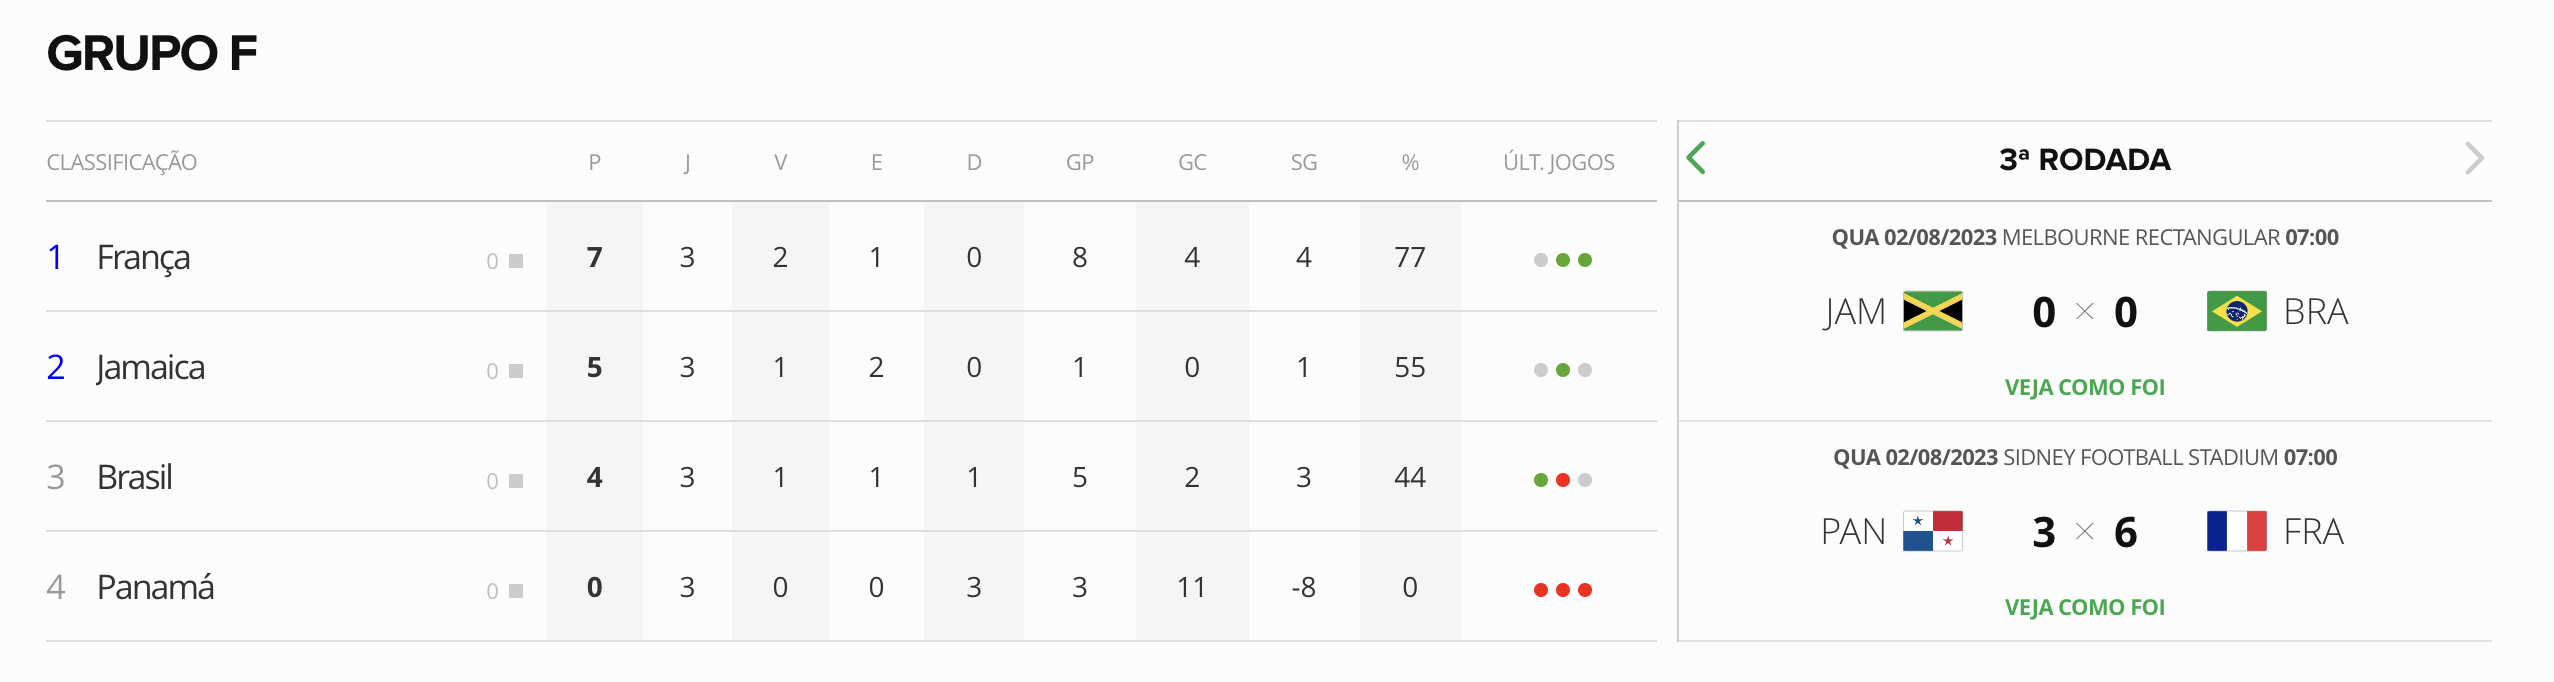 GRUPO F
CLASSIFICAÇÃO P J V E D GP GC SG % ÚLT. JOGOS
1 França 0 7 3 2 1 0 8 4 4 77
2 Jamaica 0 5 3 1 2 0 1 0 1 55
3 Brasil 0 4 3 1 1 1 5 2 3 44
4 Panamá 0 0 3 0 0 3 3 11 -8 0
3ª RODADA
QUA 02/08/2023 MELBOURNE RECTANGULAR 07:00
JAM 0 × 0 BRA
VEJA COMO FOI
QUA 02/08/2023 SIDNEY FOOTBALL STADIUM 07:00
PAN 3 × 6 FRA
VEJA COMO FOI